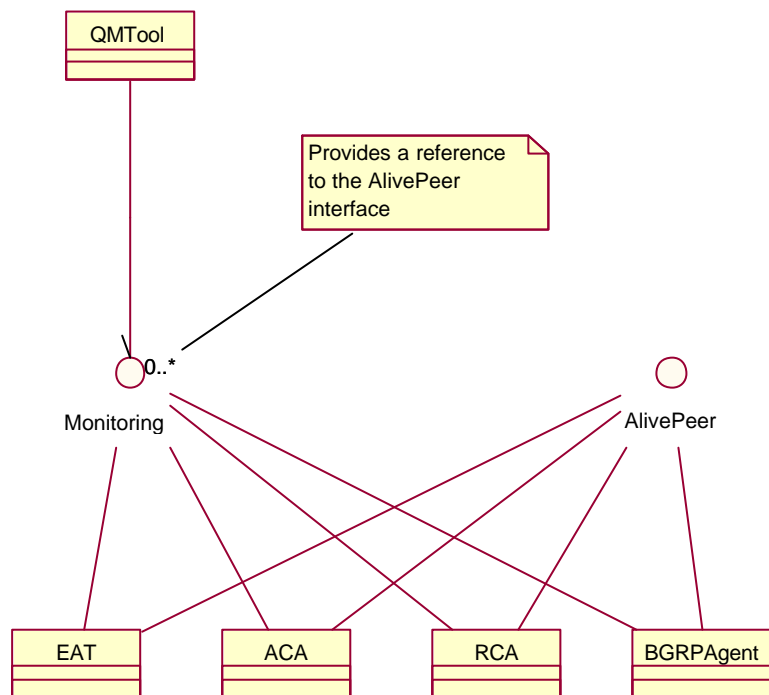 QMTool
Provides a reference
to the AlivePeer
interface
0..*
Monitoring
AlivePeer
EAT
ACA
RCA
BGRPAgent